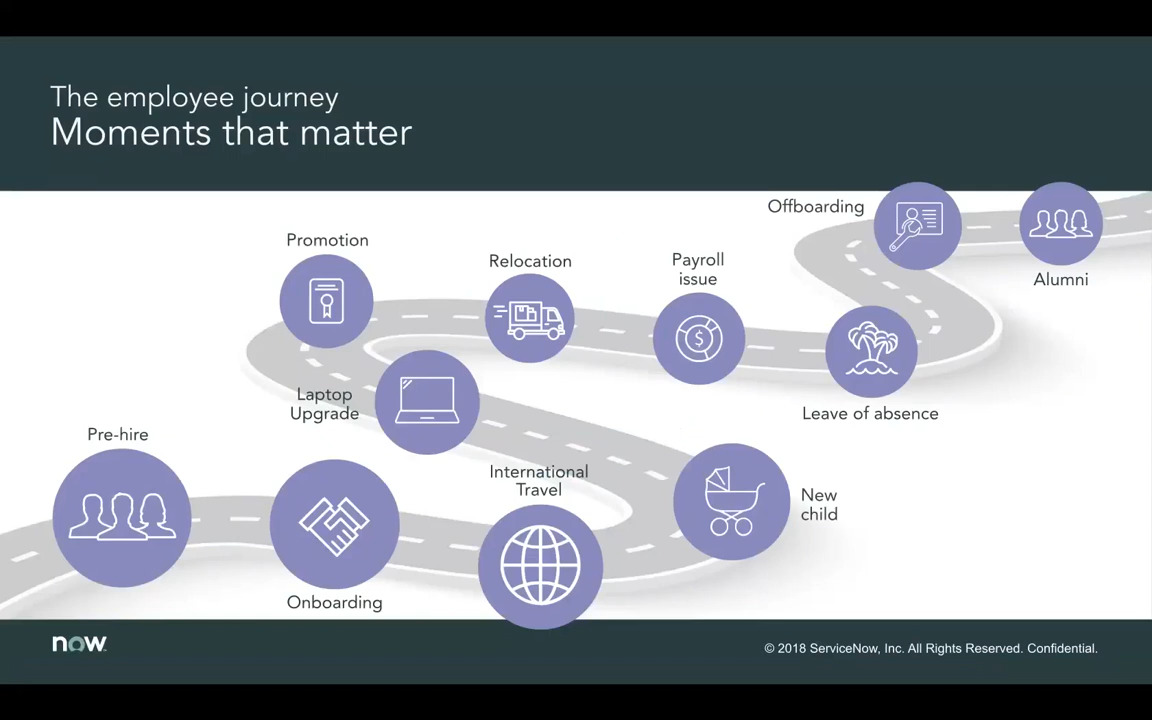 The employee journey
Moments that matter
Offboarding
Alumni
Promotion
Relocation
Payroll
issue
Laptop
Upgrade
Leave of absence
$
Pre-hire
International
Travel
New
child
Onboarding
now
© 2018 ServiceNow, Inc. All Rights Reserved. Confidential.